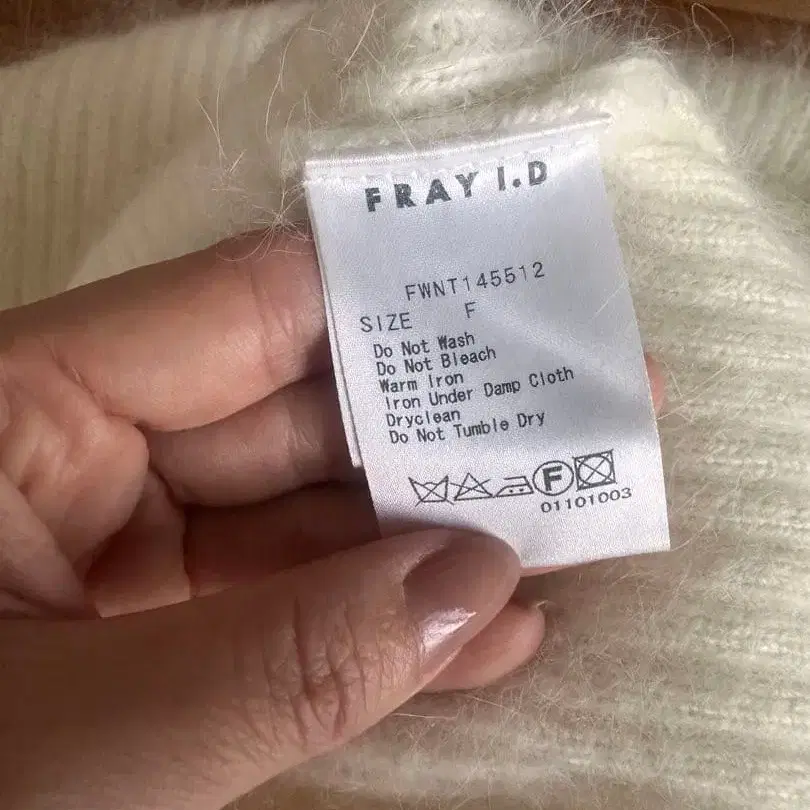 FRAY I.D
FWNT145512
SIZE F
Do Not Wash
Do Not Bleach
Warm Iron
Iron Under Damp Cloth
Dryclean
Do Not Tumble Dry
F
01101003